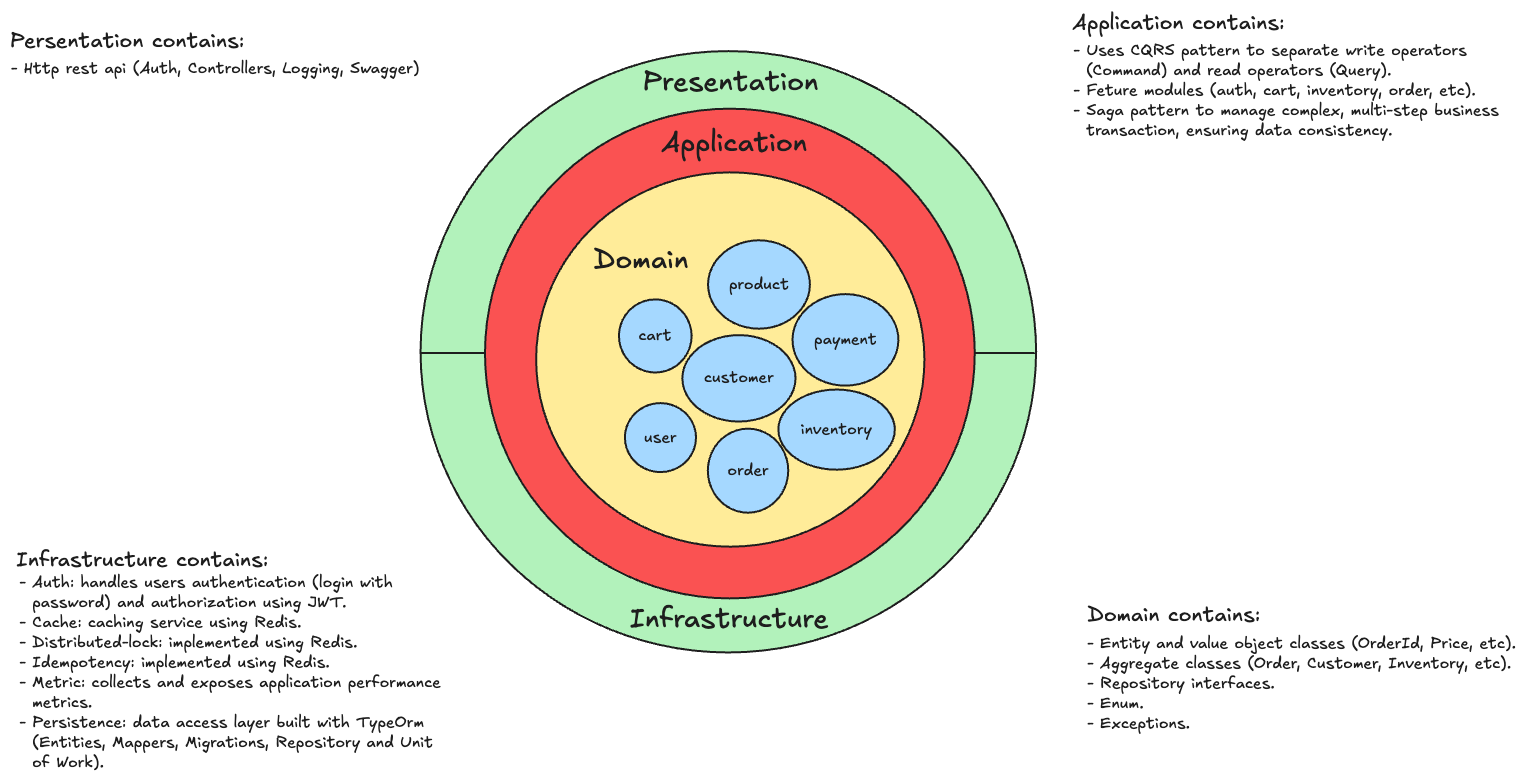 Persentation contains:
- Http rest api (Auth, Controllers, Logging, Swagger)
Application contains:
- Uses CQRS pattern to separate write operators
(Command) and read operators (Query).
- Feture modules (auth, cart, inventory, order, etc).
- Saga pattern to manage complex, multi-step business
transaction, ensuring data consistency.
Presentation
Application
Domain
product
cart
payment
customer
inventory
user
order
Infrastructure
Infrastructure contains:
- Auth: handles users authentication (login with
password) and authorization using JWT.
- Cache: caching service using Redis.
- Distributed-lock: implemented using Redis.
- Idempotency: implemented using Redis.
- Metric: collects and exposes application performance
metrics.
- Persistence: data access layer built with TypeOrm
(Entities, Mappers, Migrations, Repository and Unit
of Work).
Domain contains:
- Entity and value object classes (OrderId, Price, etc).
- Aggregate classes (Order, Customer, Inventory, etc).
- Repository interfaces.
- Enum.
- Exceptions.